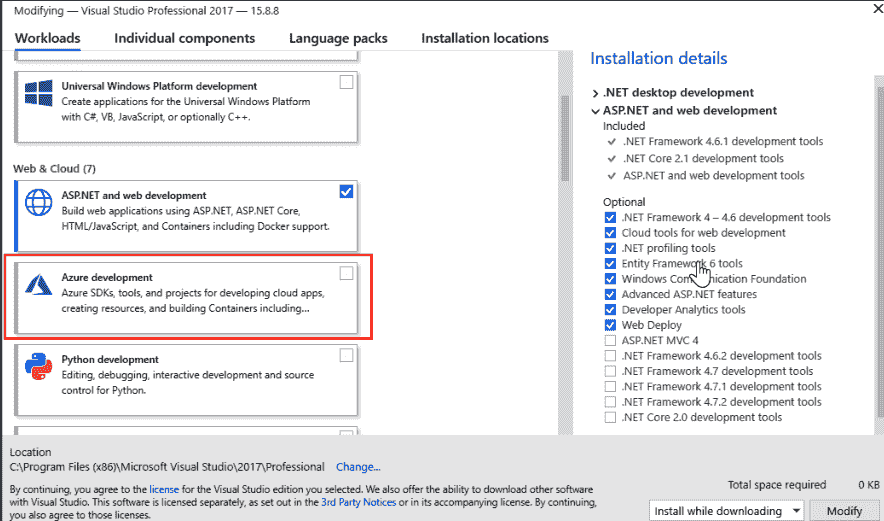 Modifying — Visual Studio Professional 2017 — 15.8.8
Workloads
Individual components
Language packs
Installation locations
Universal Windows Platform development
Create applications for the Universal Windows Platform
with C#, VB, JavaScript, or optionally C++.
Web & Cloud (7)
ASP.NET and web development
Build web applications using ASP.NET, ASP.NET Core,
HTML/JavaScript, and Containers including Docker support.
Azure development
Azure SDKs, tools, and projects for developing cloud apps,
creating resources, and building Containers including...
Python development
Editing, debugging, interactive development and source
control for Python.
Installation details
.NET desktop development
ASP.NET and web development
Included
.NET Framework 4.6.1 development tools
.NET Core 2.1 development tools
ASP.NET and web development tools
Optional
.NET Framework 4 – 4.6 development tools
Cloud tools for web development
.NET profiling tools
Entity Framework 6 tools
Windows Communication Foundation
Advanced ASP.NET features
Developer Analytics tools
Web Deploy
ASP.NET MVC 4
.NET Framework 4.6.2 development tools
.NET Framework 4.7 development tools
.NET Framework 4.7.1 development tools
.NET Framework 4.7.2 development tools
.NET Core 2.0 development tools
Location
C:\Program Files (x86)\Microsoft Visual Studio\2017\Professional Change...
By continuing, you agree to the license for the Visual Studio edition you selected. We also offer the ability to download other software
with Visual Studio. This software is licensed separately, as set out in the 3rd Party Notices or in its accompanying license. By continuing,
you also agree to those licenses.
Total space required 0 KB
Install while downloading
Modify